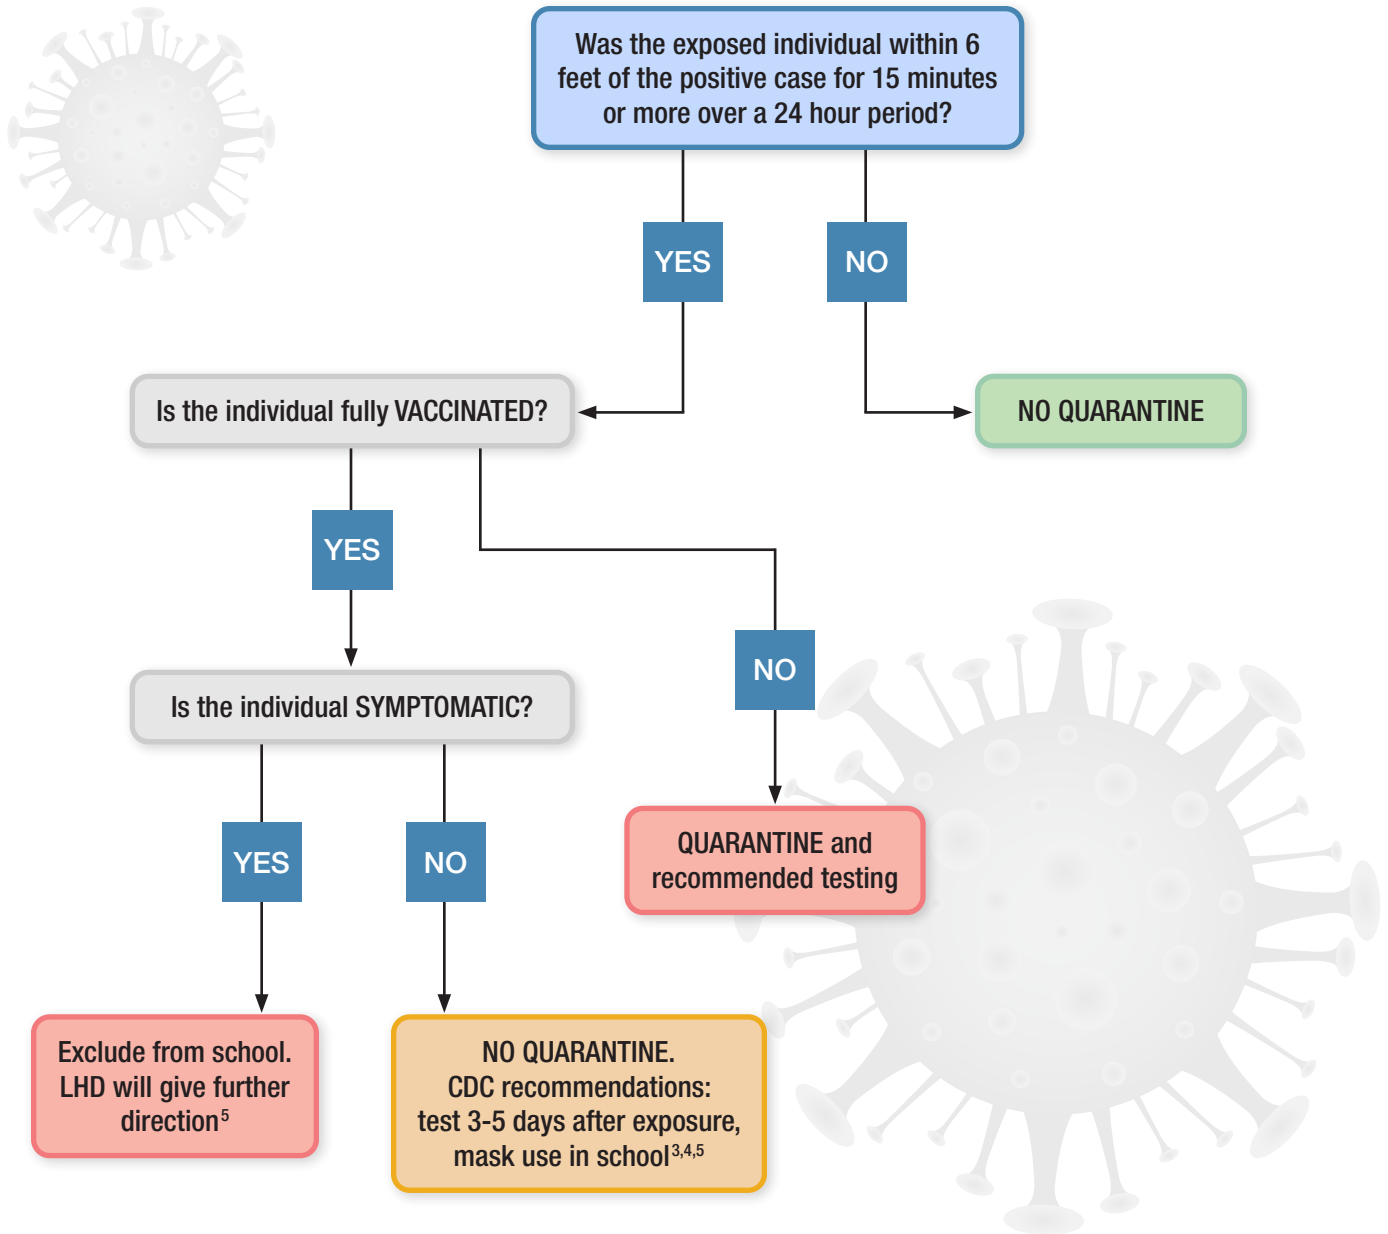 Was the exposed individual within 6
feet of the positive case for 15 minutes
or more over a 24 hour period?
YES
NO
Is the individual fully VACCINATED?
NO QUARANTINE
YES
NO
Is the individual SYMPTOMATIC?
YES
NO
QUARANTINE and
recommended testing
Exclude from school.
LHD will give further
direction⁵
NO QUARANTINE.
CDC recommendations:
test 3-5 days after exposure,
mask use in school³,⁴,⁵